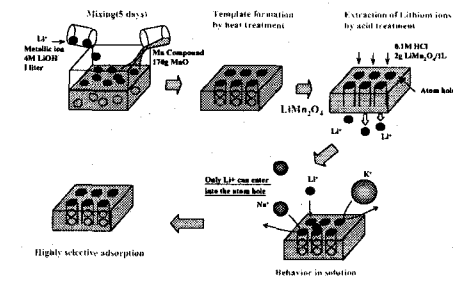 Mixing(5 days)
Li⁺
Metallic ion
4M LiOH
1 liter
Mn Compound
170g MnO
Template formation
by heat treatment
LiMn₂O₄
Extraction of Lithium ions
by acid treatment
0.1M HCl
2g LiMn₂O₄/1L
Atom hole
Li⁺
Li⁺
Only Li+ can enter
into the atom hole
Li⁺
K⁺
Na⁺
Behavior in solution
Highly selective adsorption